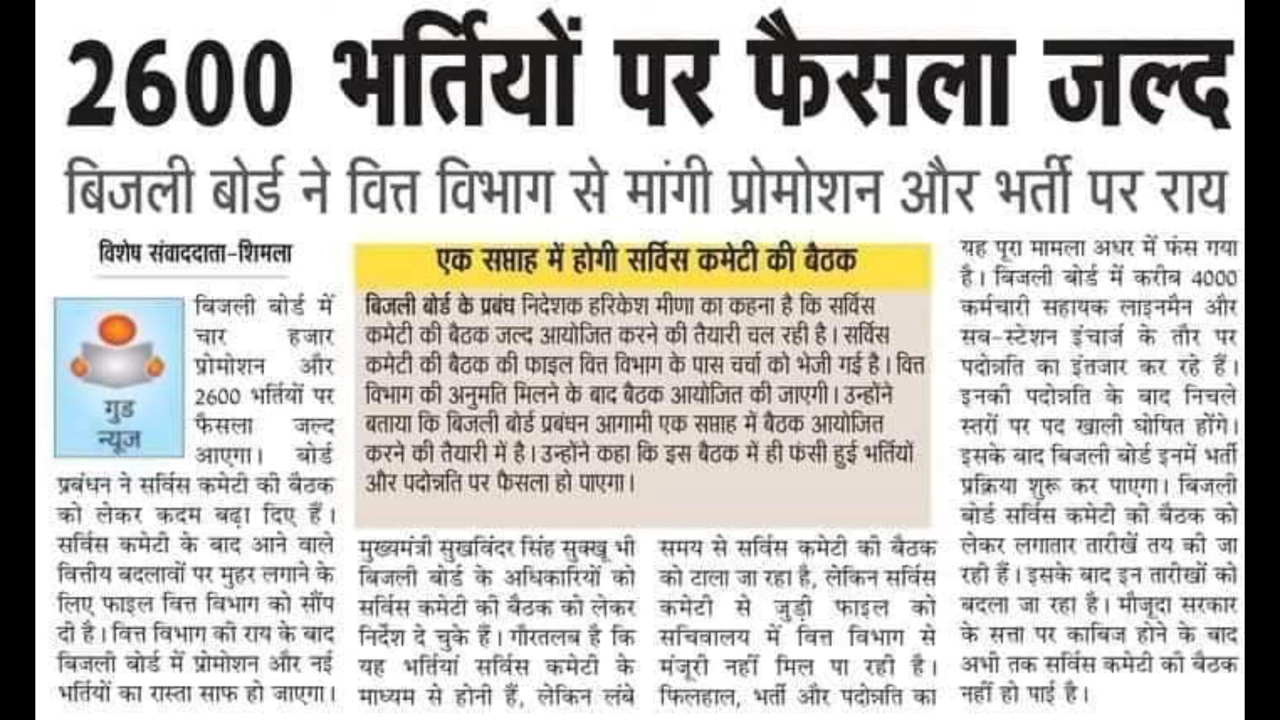 2600 भर्तियों पर फैसला जल्द
बिजली बोर्ड ने वित्त विभाग से मांगी प्रोमोशन और भर्ती पर राय
विशेष संवाददाता-शिमला
गुड
न्यूज
बिजली बोर्ड में
चार हजार
प्रोमोशन और
2600 भर्तियों पर
फैसला जल्द
आएगा। बोर्ड
प्रबंधन ने सर्विस कमेटी की बैठक
को लेकर कदम बढ़ा दिए हैं।
सर्विस कमेटी के बाद आने वाले
वित्तीय बदलावों पर मुहर लगाने के
लिए फाइल वित्त विभाग को सौंप
दी है। वित्त विभाग की राय के बाद
बिजली बोर्ड में प्रोमोशन और नई
भर्तियों का रास्ता साफ हो जाएगा।
एक सप्ताह में होगी सर्विस कमेटी की बैठक
बिजली बोर्ड के प्रबंध निदेशक हरिकेश मीणा का कहना है कि सर्विस
कमेटी की बैठक जल्द आयोजित करने की तैयारी चल रही है। सर्विस
कमेटी की बैठक की फाइल वित्त विभाग के पास चर्चा को भेजी गई है। वित्त
विभाग की अनुमति मिलने के बाद बैठक आयोजित की जाएगी। उन्होंने
बताया कि बिजली बोर्ड प्रबंधन आगामी एक सप्ताह में बैठक आयोजित
करने की तैयारी में है। उन्होंने कहा कि इस बैठक में ही फंसी हुई भर्तियों
और पदोन्नति पर फैसला हो पाएगा।
मुख्यमंत्री सुखविंदर सिंह सुक्खू भी
बिजली बोर्ड के अधिकारियों को
सर्विस कमेटी की बैठक को लेकर
निर्देश दे चुके हैं। गौरतलब है कि
यह भर्तियां सर्विस कमेटी के
माध्यम से होनी हैं, लेकिन लंबे
समय से सर्विस कमेटी की बैठक
को टाला जा रहा है, लेकिन सर्विस
कमेटी से जुड़ी फाइल को
सचिवालय में वित्त विभाग से
मंजूरी नहीं मिल पा रही है।
फिलहाल, भर्ती और पदोन्नति का
यह पूरा मामला अधर में फंस गया
है। बिजली बोर्ड में करीब 4000
कर्मचारी सहायक लाइनमैन और
सब-स्टेशन इंचार्ज के तौर पर
पदोन्नति का इंतजार कर रहे हैं।
इनकी पदोन्नति के बाद निचले
स्तरों पर पद खाली घोषित होंगे।
इसके बाद बिजली बोर्ड इनमें भर्ती
प्रक्रिया शुरू कर पाएगा। बिजली
बोर्ड सर्विस कमेटी की बैठक को
लेकर लगातार तारीखें तय की जा
रही हैं। इसके बाद इन तारीखों को
बदला जा रहा है। मौजूदा सरकार
के सत्ता पर काबिज होने के बाद
अभी तक सर्विस कमेटी की बैठक
नहीं हो पाई है।